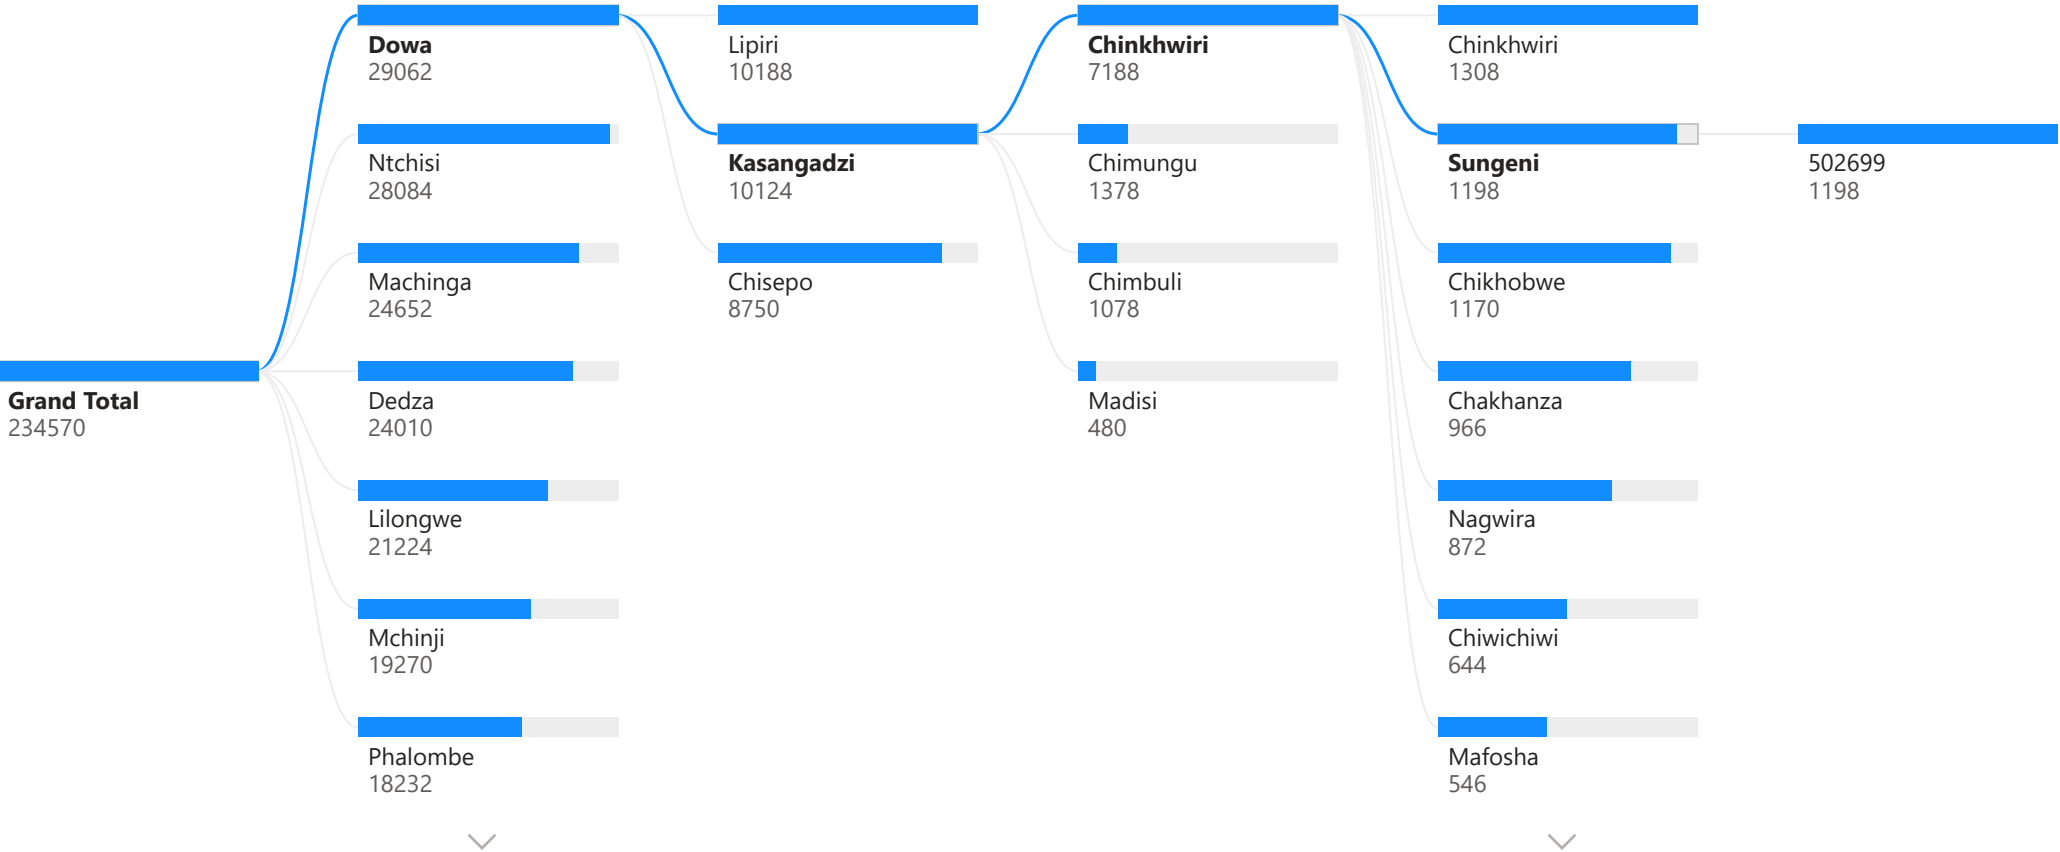 Grand Total
234570
Dowa
29062
Ntchisi
28084
Machinga
24652
Dedza
24010
Lilongwe
21224
Mchinji
19270
Phalombe
18232
Lipiri
10188
Kasangadzi
10124
Chisepo
8750
Chinkhwiri
7188
Chimungu
1378
Chimbuli
1078
Madisi
480
Chinkhwiri
1308
Sungeni
1198
Chikhobwe
1170
Chakhanza
966
Nagwira
872
Chiwichiwi
644
Mafosha
546
502699
1198